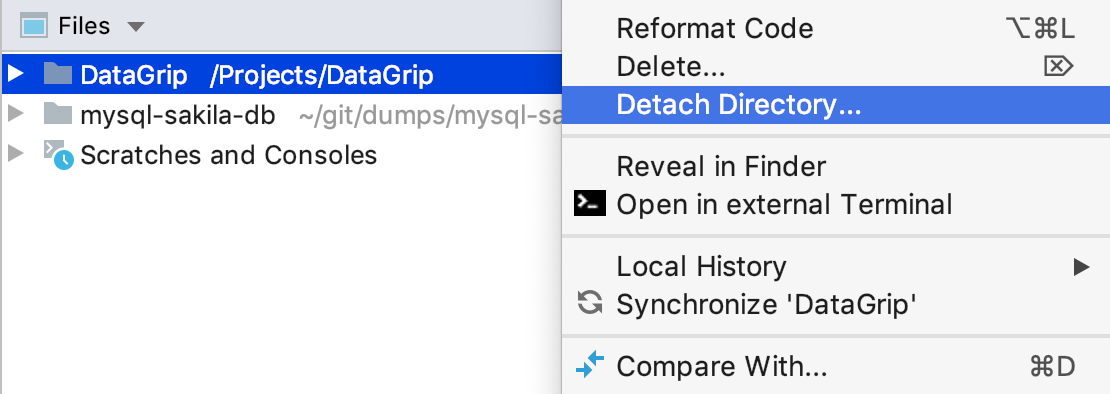 Files
DataGrip /Projects/DataGrip
mysql-sakila-db ~/git/dumps/mysql-sa
Scratches and Consoles
Reformat Code ⌥⌘L
Delete... ⌦
Detach Directory...
Reveal in Finder
Open in external Terminal
Local History
Synchronize 'DataGrip'
Compare With... ⌘D